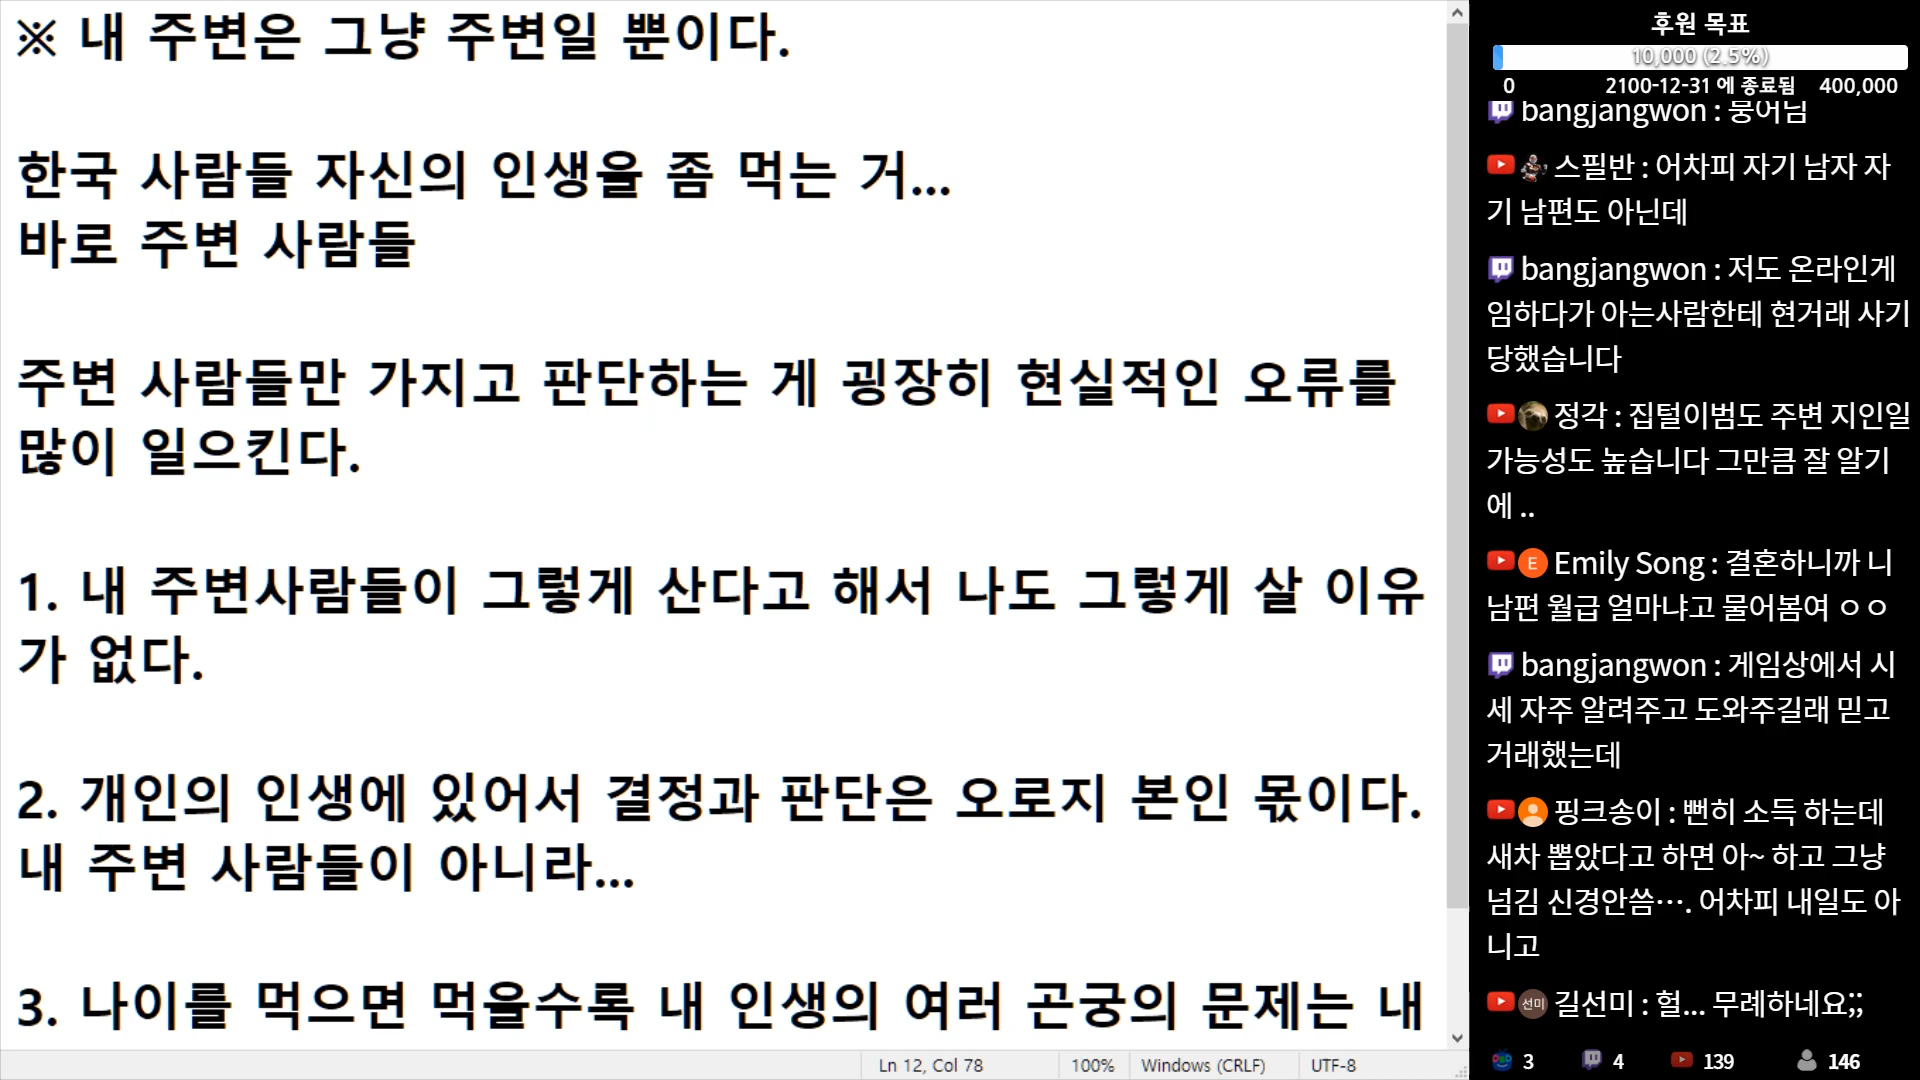 ※ 내 주변은 그냥 주변일 뿐이다.
한국 사람들 자신의 인생을 좀 먹는 거...
바로 주변 사람들
주변 사람들만 가지고 판단하는 게 굉장히 현실적인 오류를
많이 일으킨다.
1. 내 주변사람들이 그렇게 산다고 해서 나도 그렇게 살 이유
가 없다.
2. 개인의 인생에 있어서 결정과 판단은 오로지 본인 몫이다.
내 주변 사람들이 아니라...
3. 나이를 먹으면 먹을수록 내 인생의 여러 곤궁의 문제는 내
Ln 12, Col 78
100%
Windows (CRLF)
UTF-8
후원 목표
10,000 (2.5%)
0
2100-12-31 에 종료됨
400,000
bangjangwon : 붕어님
스필반 : 어차피 자기 남자 자
기 남편도 아닌데
bangjangwon : 저도 온라인게
임하다가 아는사람한테 현거래 사기
당했습니다
정각 : 집털이범도 주변 지인일
가능성도 높습니다 그만큼 잘 알기
에 ..
E Emily Song : 결혼하니까 니
남편 월급 얼마냐고 물어봄여 ㅇㅇ
bangjangwon : 게임상에서 시
세 자주 알려주고 도와주길래 믿고
거래했는데
핑크송이 : 뻔히 소득 하는데
새차 뽑았다고 하면 아~ 하고 그냥
넘김 신경안씀···. 어차피 내일도 아
니고
선미 길선미 : 헐... 무례하네요;;
3
4
139
146